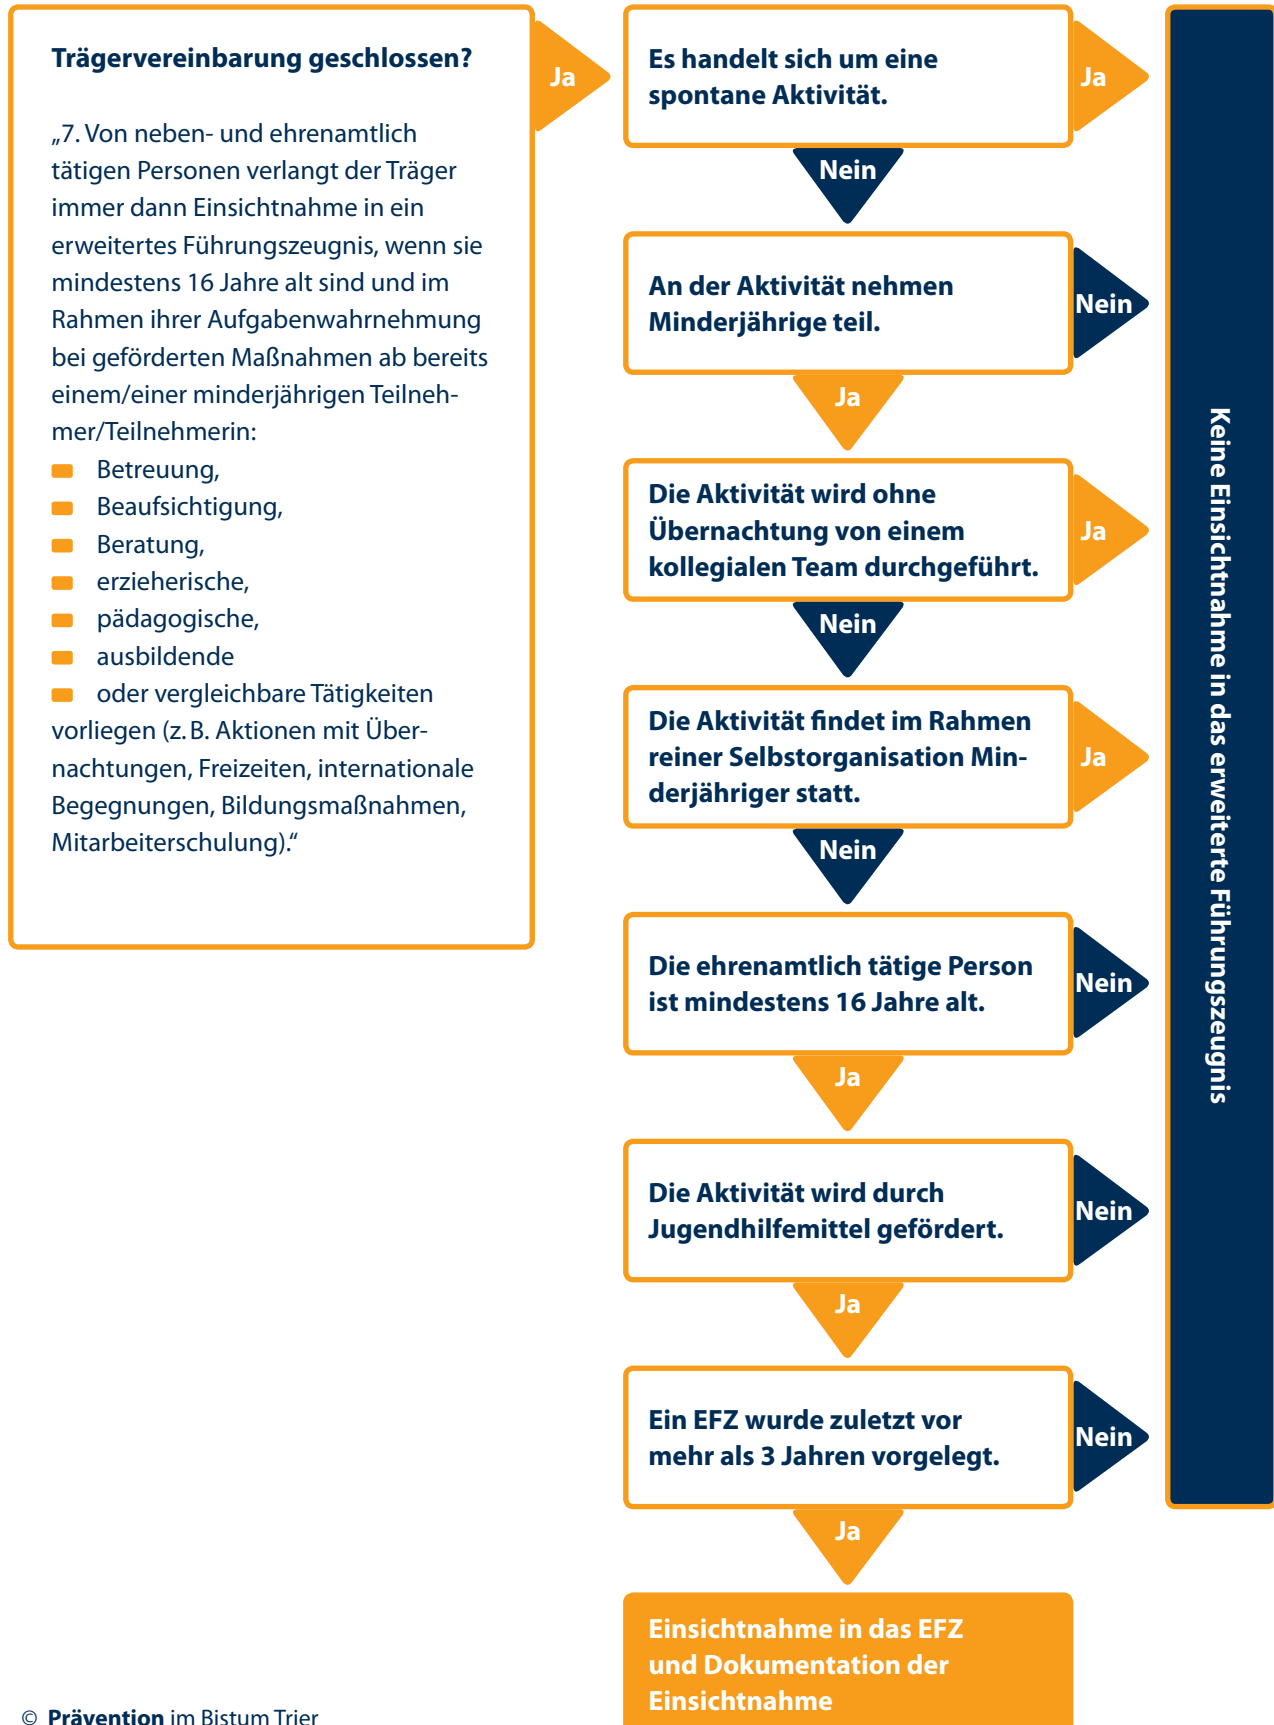 Trägervereinbarung geschlossen?
„7. Von neben- und ehrenamtlich
tätigen Personen verlangt der Träger
immer dann Einsichtnahme in ein
erweitertes Führungszeugnis, wenn sie
mindestens 16 Jahre alt sind und im
Rahmen ihrer Aufgabenwahrnehmung
bei geförderten Maßnahmen ab bereits
einem/einer minderjährigen Teilneh-
mer/Teilnehmerin:
Betreuung,
Beaufsichtigung,
Beratung,
erzieherische,
pädagogische,
ausbildende
oder vergleichbare Tätigkeiten
vorliegen (z. B. Aktionen mit Über-
nachtungen, Freizeiten, internationale
Begegnungen, Bildungsmaßnahmen,
Mitarbeiterschulung).“
Ja
Es handelt sich um eine
spontane Aktivität.
Ja
Nein
An der Aktivität nehmen
Minderjährige teil.
Nein
Ja
Die Aktivität wird ohne
Übernachtung von einem
kollegialen Team durchgeführt.
Ja
Nein
Die Aktivität findet im Rahmen
reiner Selbstorganisation Min-
derjähriger statt.
Ja
Nein
Die ehrenamtlich tätige Person
ist mindestens 16 Jahre alt.
Nein
Ja
Die Aktivität wird durch
Jugendhilfemittel gefördert.
Nein
Ja
Ein EFZ wurde zuletzt vor
mehr als 3 Jahren vorgelegt.
Nein
Ja
Einsichtnahme in das EFZ
und Dokumentation der
Einsichtnahme
Keine Einsichtnahme in das erweiterte Führungszeugnis
© Prävention im Bistum Trier